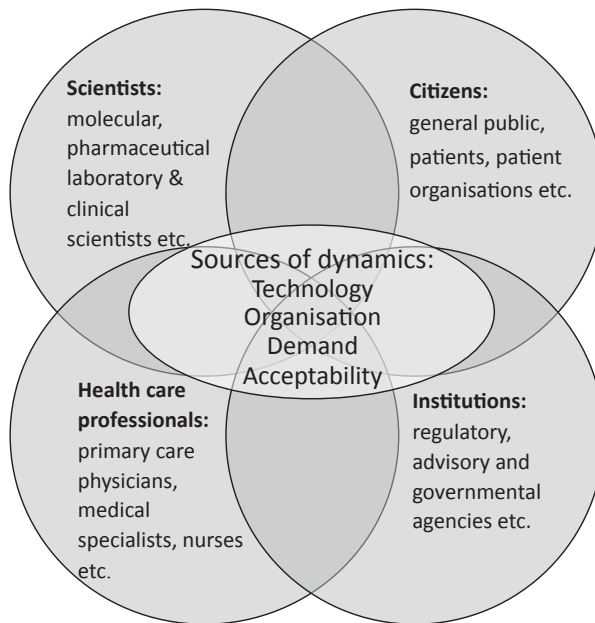 Scientists:
molecular,
pharmaceutical
laboratory &
clinical
scientists etc.
Citizens:
general public,
patients, patient
organisations etc.
Sources of dynamics:
Technology
Organisation
Demand
Acceptability
Health care
professionals:
primary care
physicians,
medical
specialists, nurses
etc.
Institutions:
regulatory,
advisory and
governmental
agencies etc.